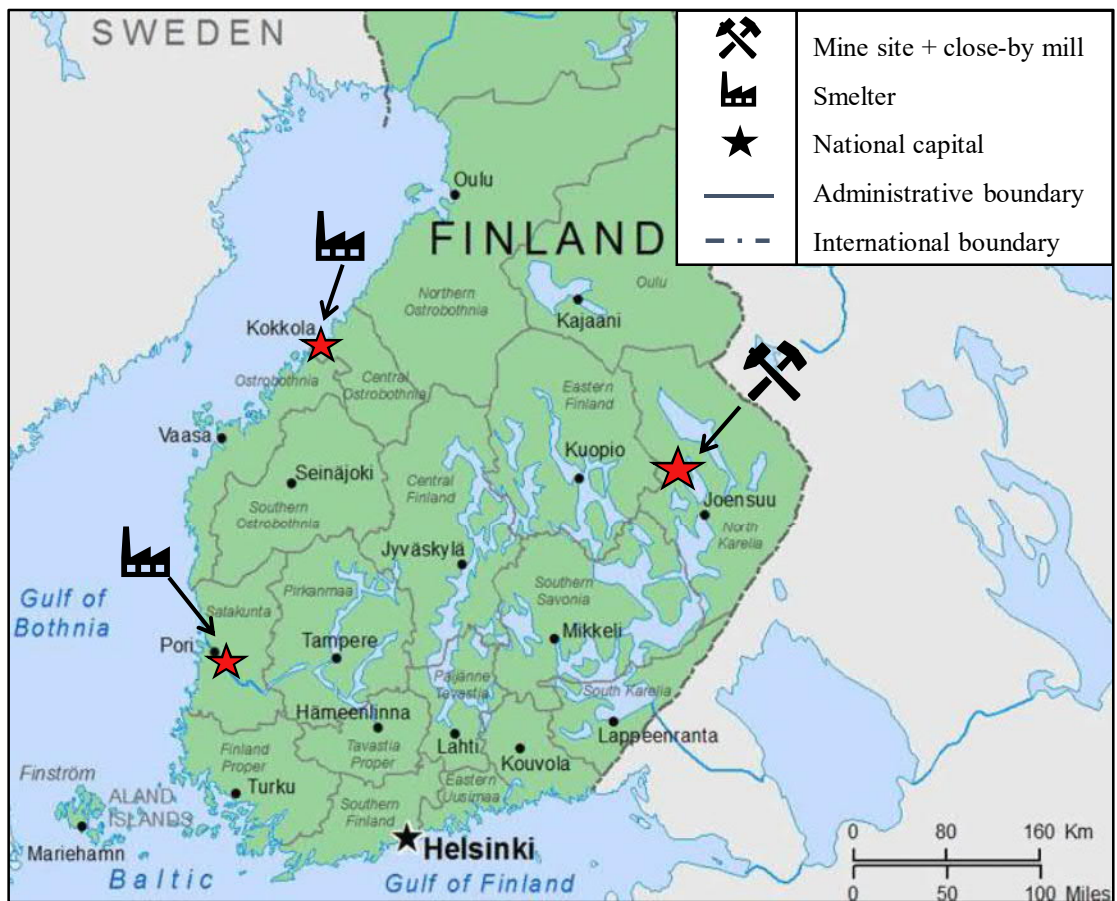 SWEDEN
Mine site + close-by mill
Smelter
National capital
Administrative boundary
International boundary
Oulu
FINLAND
Oulu
Northern
Ostrobothnia
Kajaani
Kokkola
Ostrobothnia
Central
Ostrobothnia
Eastern
Finland
Vaasa
Seinäjoki
Kuopio
Central
Finland
Joensuu
Southern
Ostrobothnia
North
Karelia
Jyväskylä
Pirkanmaa
Southern
Savonia
Gulf of
Bothnia
Satakunta
Pori
Tampere
Mikkeli
Päijänne
Tavastia
South Karelia
Hämeenlinna
Lappeenranta
Finland
Proper
Tavastia
Proper
Lahti
Kouvola
Finström
Turku
Eastern
Uusimaa
ALAND
ISLANDS
Southern
Finland
Mariehamn
Helsinki
Baltic
Gulf of Finland
0 80 160 Km
0 50 100 Miles